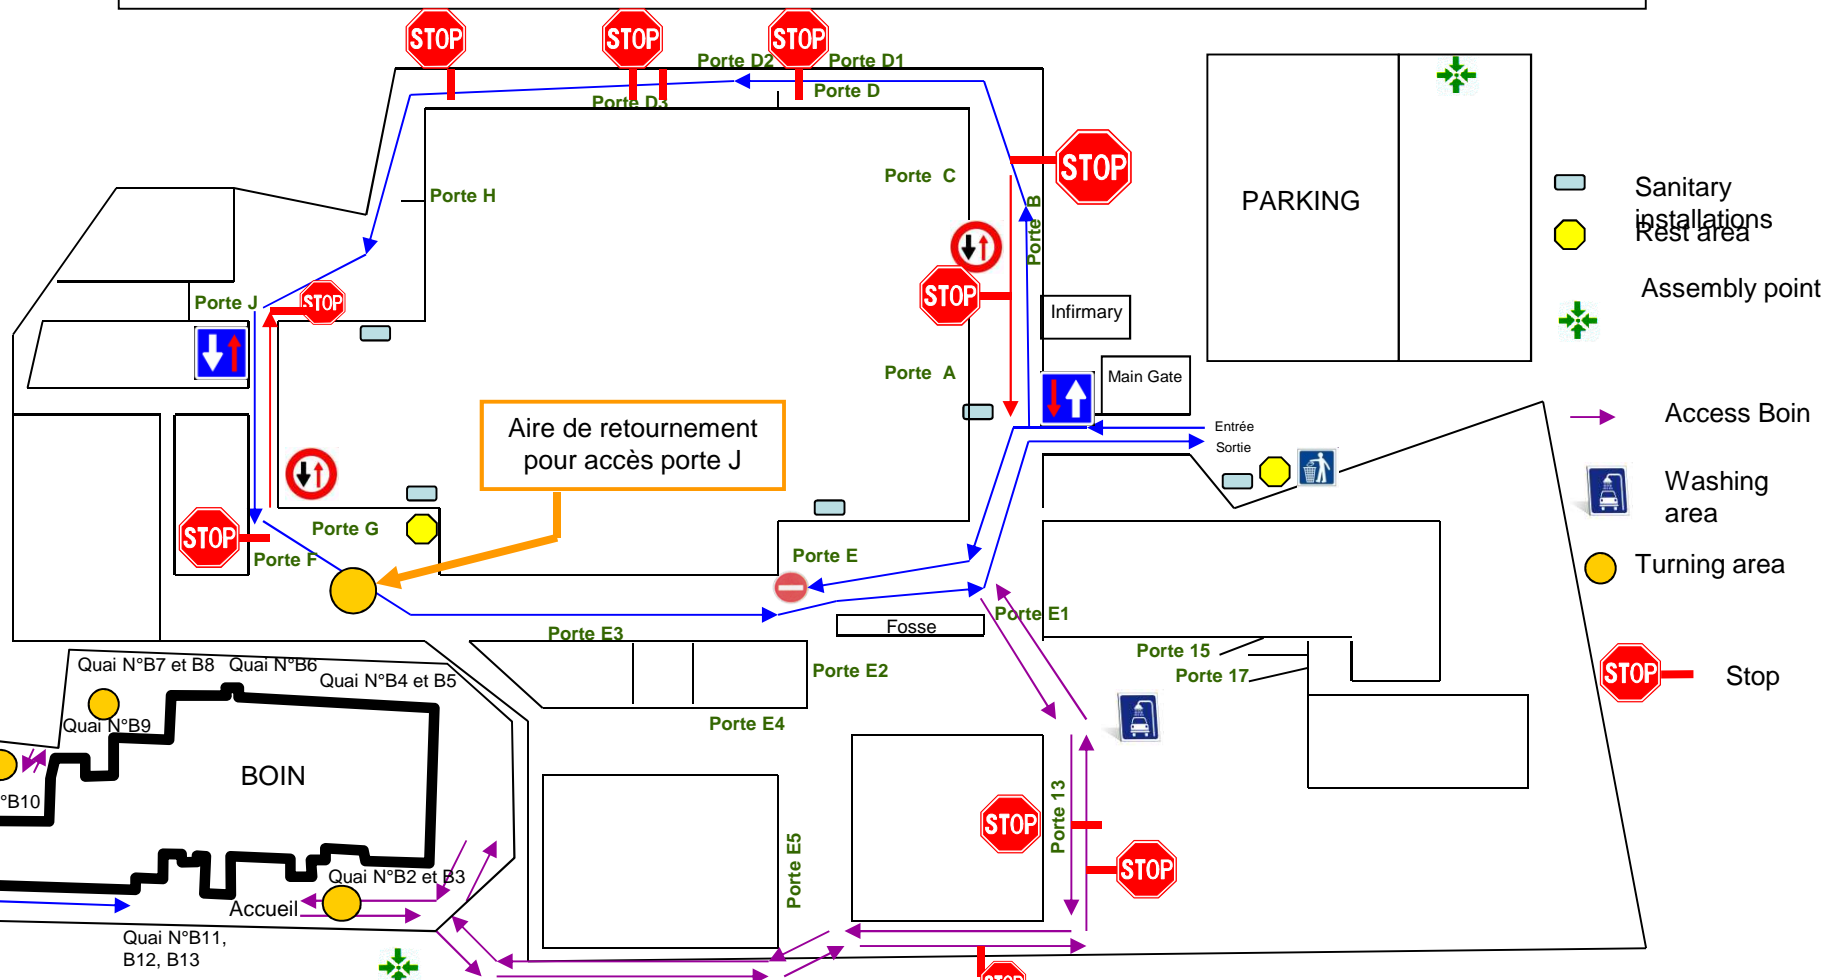 STOP
STOP
STOP
Porte D2
Porte D1
Porte D
Porte D3
STOP
Porte C
Porte H
Porte B
PARKING
Sanitary
installations
Rest area
Assembly point
Porte J
STOP
STOP
Infirmary
Porte A
Main Gate
Aire de retournement
pour accès porte J
Entrée
Sortie
Access Boin
Washing
area
STOP
Porte G
Porte F
Porte E
Turning area
Porte E1
Fosse
Porte E3
Porte 15
Porte E2
Porte 17
STOP
Stop
Quai N°B7 et B8
Quai N°B6
Quai N°B4 et B5
Quai N°B9
Porte E4
BOIN
°B10
Porte 13
STOP
STOP
Porte E5
Quai N°B2 et B3
Accueil
Quai N°B11,
B12, B13
STOP